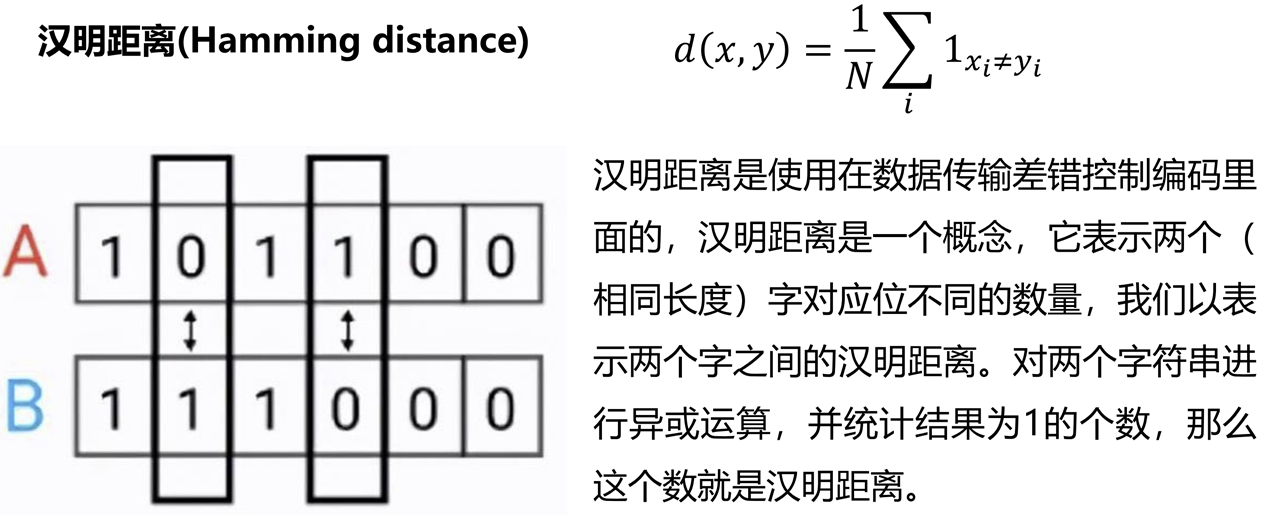 汉明距离(Hamming distance)
d(x, y) = \frac{1}{N} \sum_{i} 1_{x_i \neq y_i}
A 1 0 1 1 0 0
B 1 1 1 0 0 0
汉明距离是使用在数据传输差错控制编码里
面的，汉明距离是一个概念，它表示两个（
相同长度）字对应位不同的数量，我们以表
示两个字之间的汉明距离。对两个字符串进
行异或运算，并统计结果为1的个数，那么
这个数就是汉明距离。